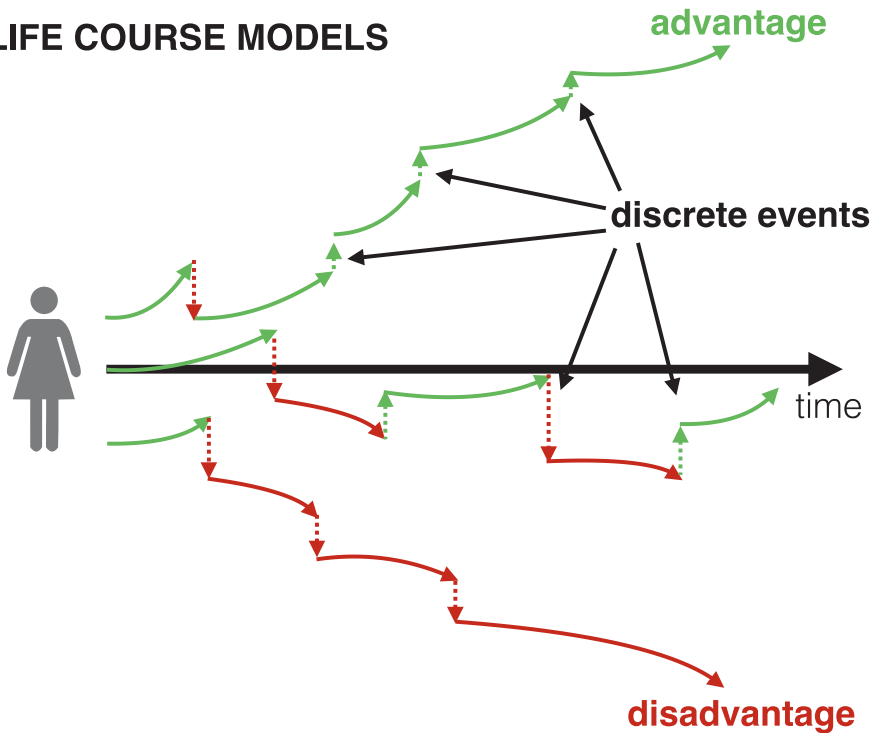 LIFE COURSE MODELS
advantage
discrete events
time
disadvantage